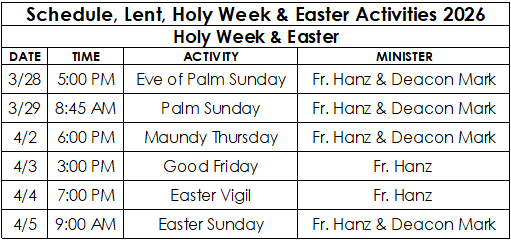 Schedule, Lent, Holy Week & Easter Activities 2026
Holy Week & Easter
DATE TIME ACTIVITY MINISTER
3/28 5:00 PM Eve of Palm Sunday Fr. Hanz & Deacon Mark
3/29 8:45 AM Palm Sunday Fr. Hanz & Deacon Mark
4/2 6:00 PM Maundy Thursday Fr. Hanz & Deacon Mark
4/3 3:00 PM Good Friday Fr. Hanz
4/4 7:00 PM Easter Vigil Fr. Hanz
4/5 9:00 AM Easter Sunday Fr. Hanz & Deacon Mark